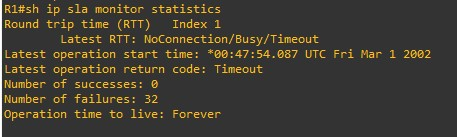 R1#sh ip sla monitor statistics
Round trip time (RTT)   Index 1
        Latest RTT: NoConnection/Busy/Timeout
Latest operation start time: *00:47:54.087 UTC Fri Mar 1 2002
Latest operation return code: Timeout
Number of successes: 0
Number of failures: 32
Operation time to live: Forever